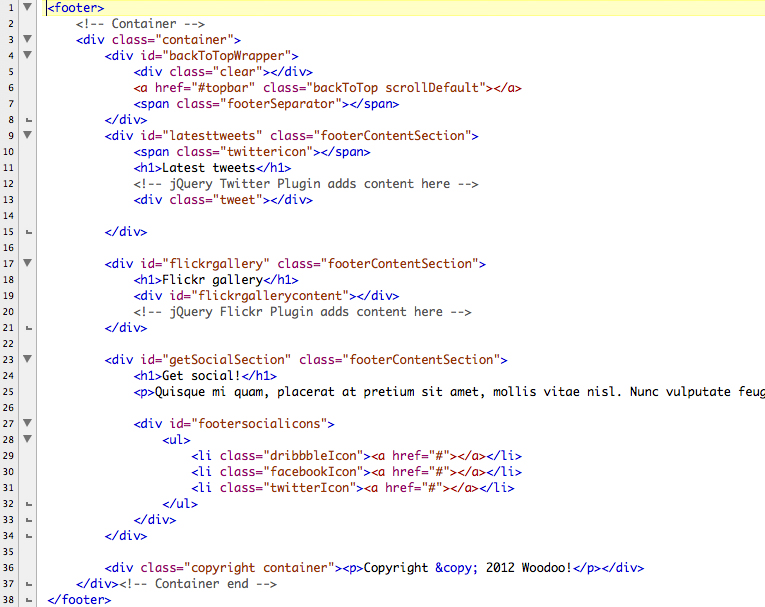 1 <footer>
2 <!-- Container -->
3 <div class="container">
4 <div id="backToTopWrapper">
5 <div class="clear"></div>
6 <a href="#topbar" class="backToTop scrollDefault"></a>
7 <span class="footerSeparator"></span>
8 </div>
9 <div id="latesttweets" class="footerContentSection">
10 <span class="twittericon"></span>
11 <h1>Latest tweets</h1>
12 <!-- jQuery Twitter Plugin adds content here -->
13 <div class="tweet"></div>
14
15 </div>
16
17 <div id="flickrgallery" class="footerContentSection">
18 <h1>Flickr gallery</h1>
19 <div id="flickrgallerycontent"></div>
20 <!-- jQuery Flickr Plugin adds content here -->
21 </div>
22
23 <div id="getSocialSection" class="footerContentSection">
24 <h1>Get social!</h1>
25 <p>Quisque mi quam, placerat at pretium sit amet, mollis vitae nisl. Nunc vulputate feug
26
27 <div id="footersocialicons">
28 <ul>
29 <li class="dribbbleIcon"><a href="#"></a></li>
30 <li class="facebookIcon"><a href="#"></a></li>
31 <li class="twitterIcon"><a href="#"></a></li>
32 </ul>
33 </div>
34 </div>
35
36 <div class="copyright container"><p>Copyright &copy; 2012 Woodoo!</p></div>
37 </div><!-- Container end -->
38 </footer>